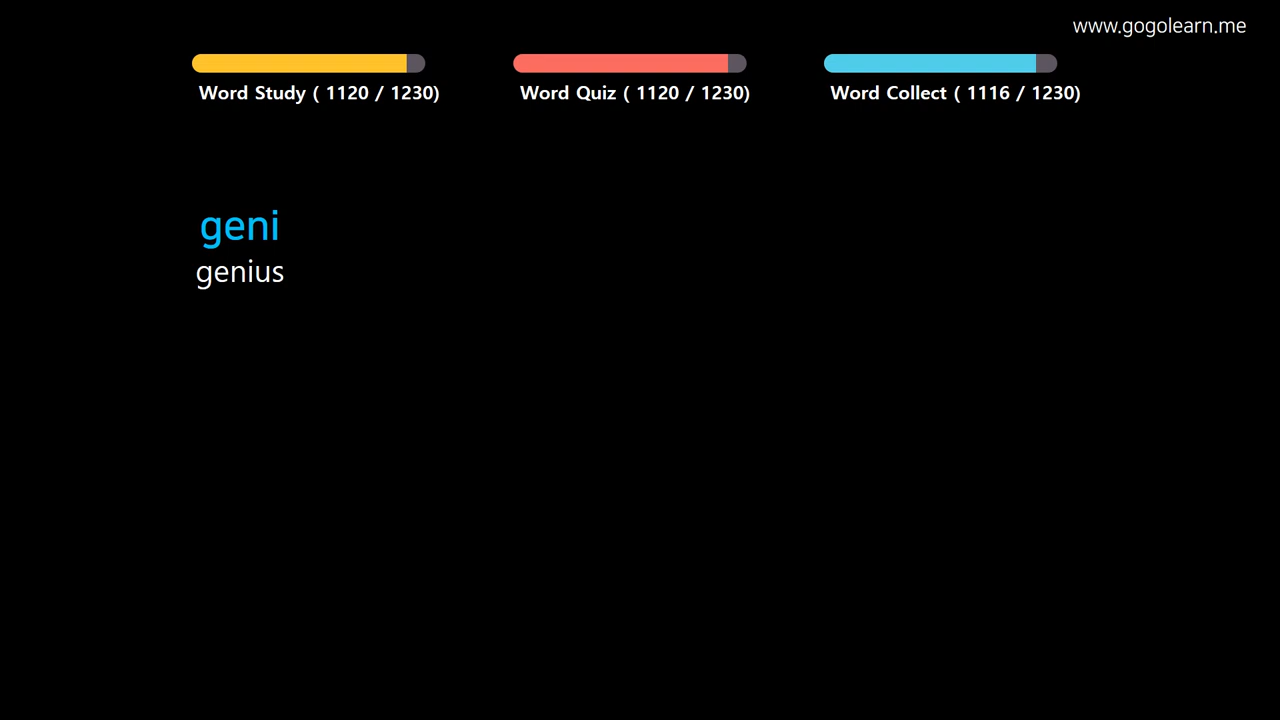 www.gogolearn.me
Word Study ( 1120 / 1230)
Word Quiz ( 1120 / 1230)
Word Collect ( 1116 / 1230)
geni
genius